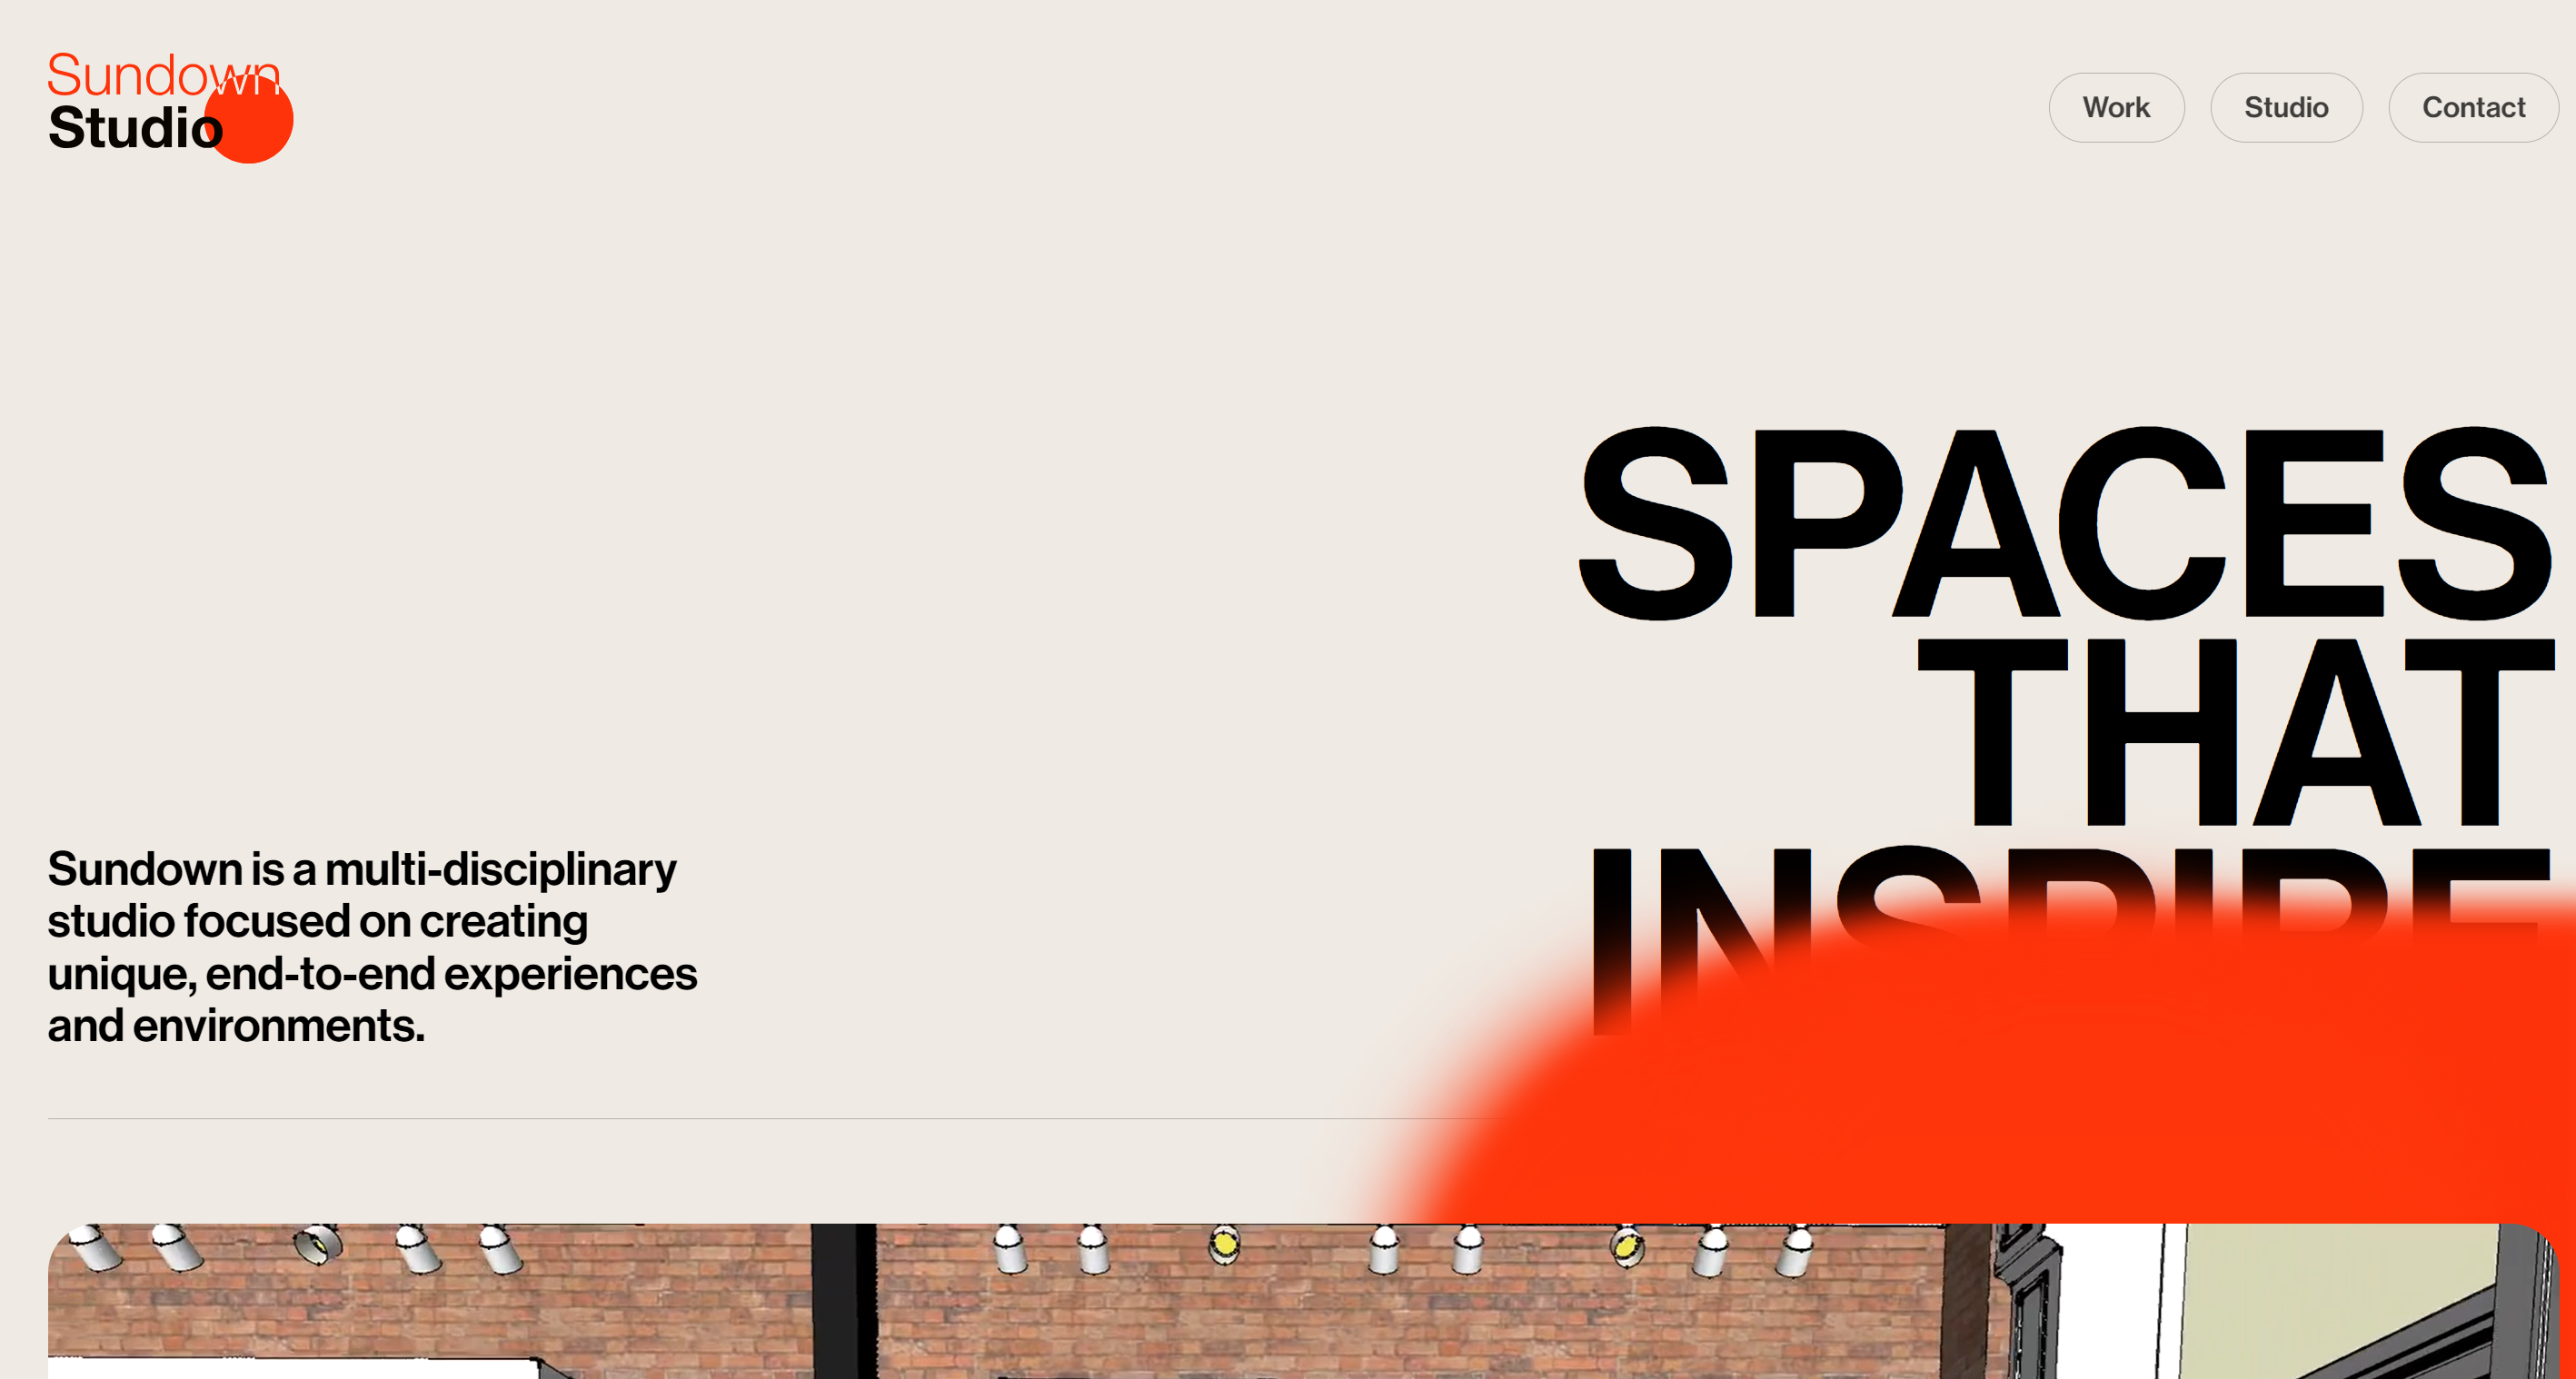 Sundown
Studio
Work
Studio
Contact
SPACES
THAT
INSPIRE
Sundown is a multi-disciplinary
studio focused on creating
unique, end-to-end experiences
and environments.